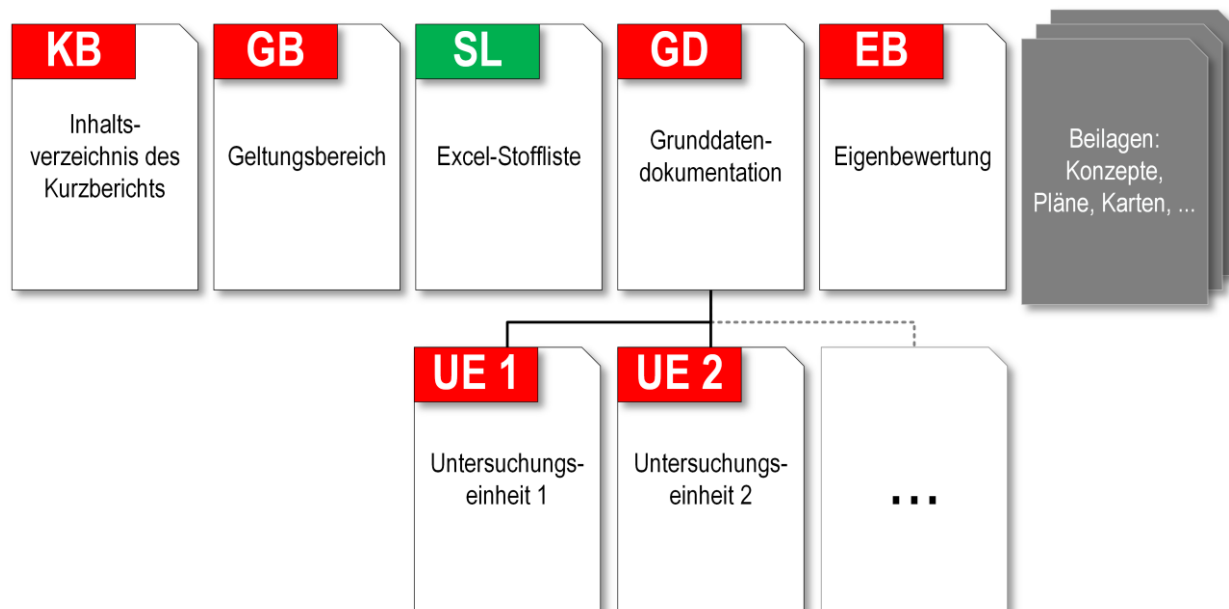 KB
Inhalts-
verzeichnis des
Kurzberichts
GB
Geltungsbereich
SL
Excel-Stoffliste
GD
Grunddaten-
dokumentation
EB
Eigenbewertung
Beilagen:
Konzepte,
Pläne, Karten, ...
UE 1
Untersuchungs-
einheit 1
UE 2
Untersuchungs-
einheit 2
...